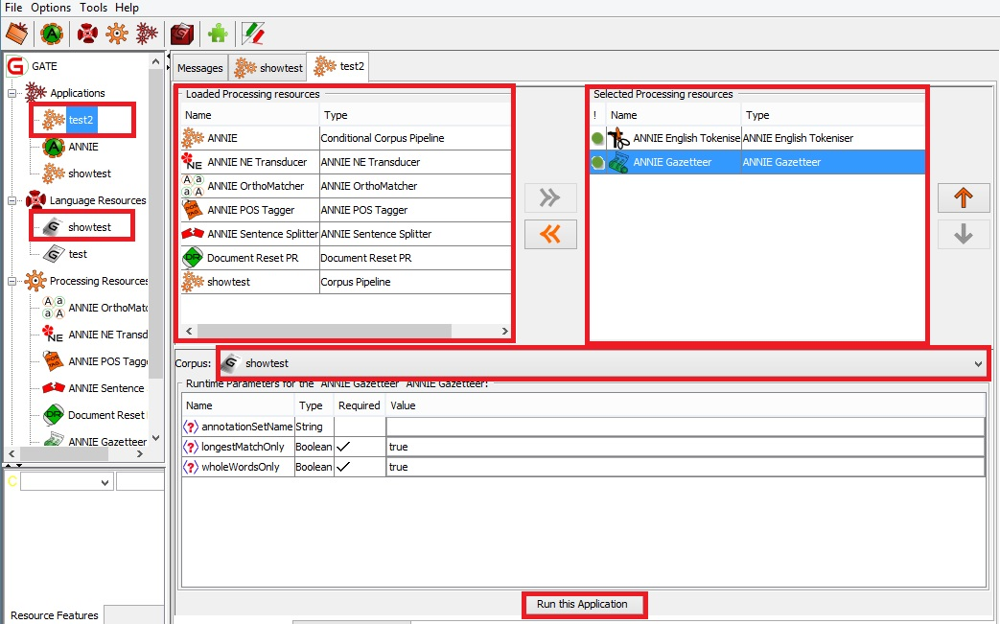 File Options Tools Help
GATE
Applications
test2
ANNIE
showtest
Language Resources
showtest
test
Processing Resources
ANNIE OrthoMatc
ANNIE NE Transd
ANNIE POS Tagge
ANNIE Sentence
Document Reset
ANNIE Gazetteer
Resource Features
Messages showtest test2
Loaded Processing resources
Name Type
ANNIE Conditional Corpus Pipeline
ANNIE NE Transducer ANNIE NE Transducer
ANNIE OrthoMatcher ANNIE OrthoMatcher
ANNIE POS Tagger ANNIE POS Tagger
ANNIE Sentence Splitter ANNIE Sentence Splitter
Document Reset PR Document Reset PR
showtest Corpus Pipeline
Selected Processing resources
! Name Type
ANNIE English Tokenise ANNIE English Tokeniser
ANNIE Gazetteer ANNIE Gazetteer
Corpus: showtest
Runtime Parameters for the "ANNIE Gazetteer" ANNIE Gazetteer:
Name Type Required Value
annotationSetName String
longestMatchOnly Boolean ✓ true
wholeWordsOnly Boolean ✓ true
Run this Application